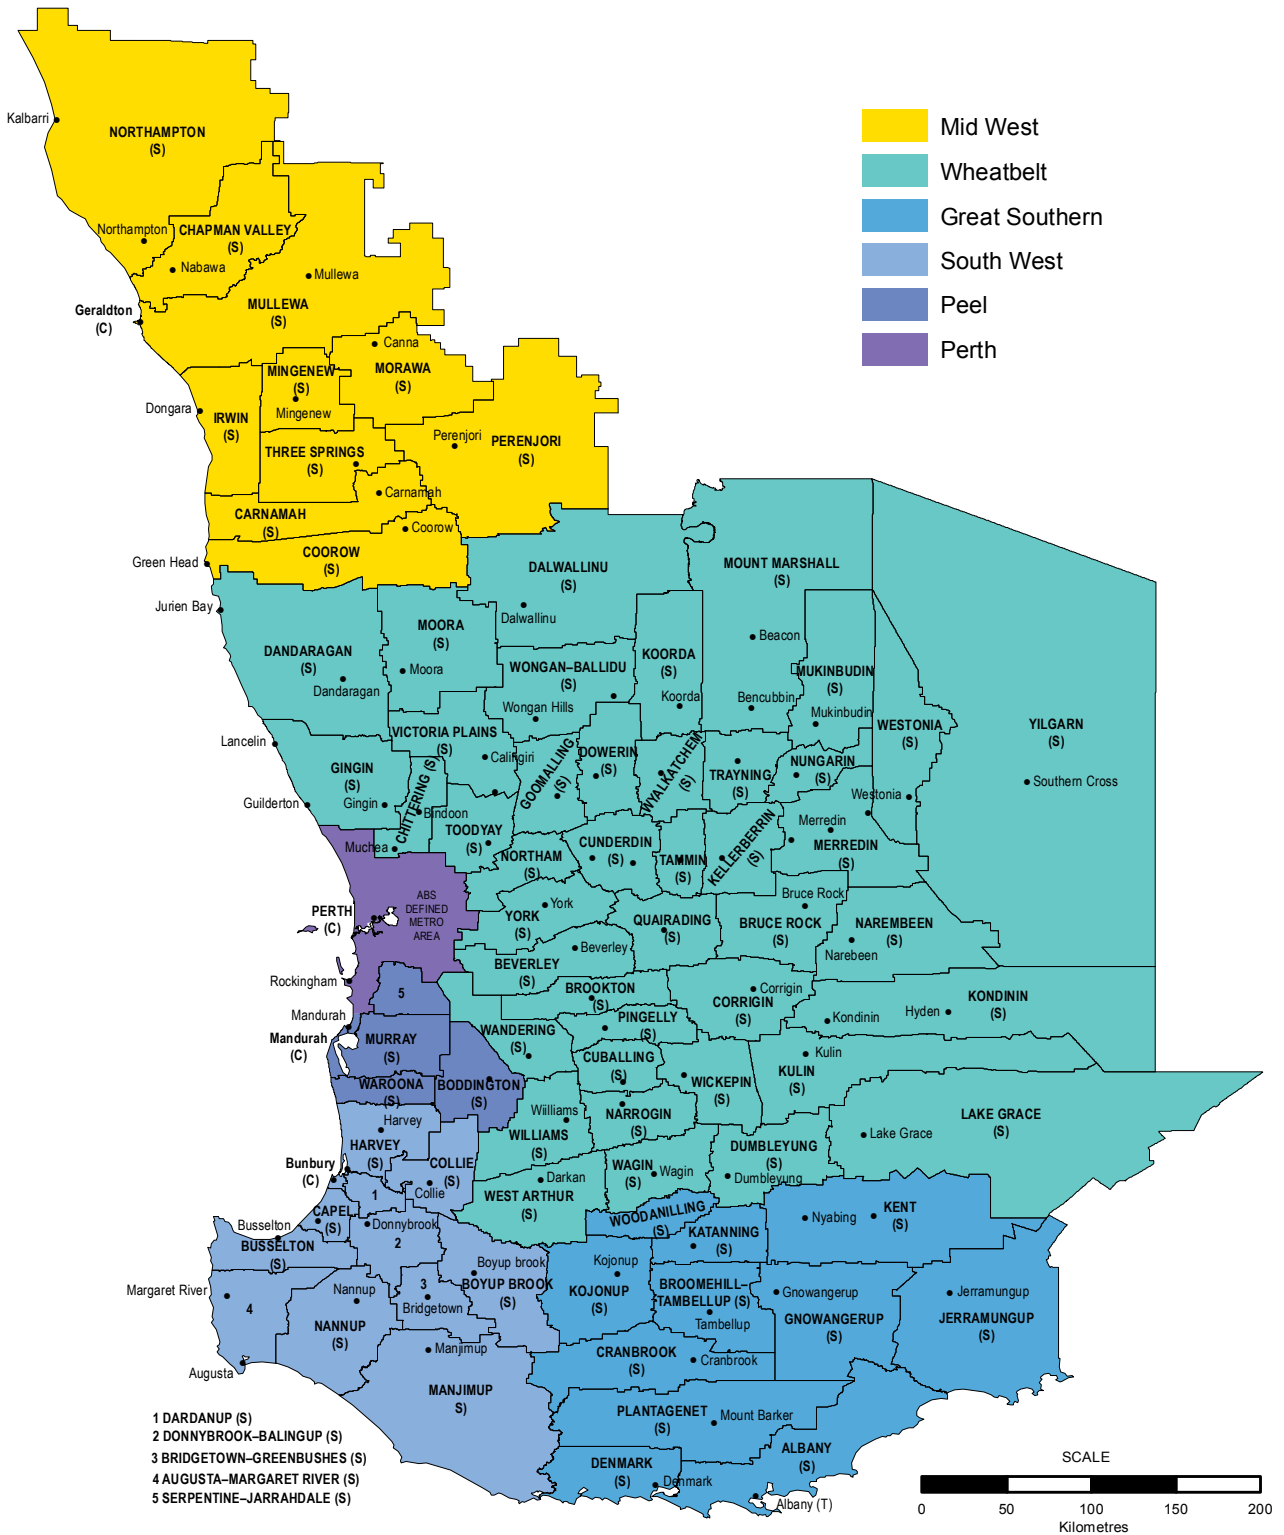 Kalbarri
NORTHAMPTON
(S)
Northampton
CHAPMAN VALLEY
(S)
Nabawa
Mullewa
MULLEWA
(S)
Geraldton
(C)
Canna
MINGENEW
(S)
Mingenew
MORAWA
(S)
Dongara
IRWIN
(S)
THREE SPRINGS
(S)
Perenjori
PERENJORI
(S)
Carnamah
CARNAMAH
(S)
Coorow
COOROW
(S)
Green Head
Mid West
Wheatbelt
Great Southern
South West
Peel
Perth
Jurien Bay
DANDARAGAN
(S)
Dandaragan
MOORA
(S)
Moora
DALWALLINU
(S)
Dalwallinu
MOUNT MARSHALL
(S)
Beacon
Bencubbin
WONGAN–BALLIDU
(S)
Wongan Hills
KOORDA
(S)
Koorda
MUKINBUDIN
(S)
Mukinbudin
WESTONIA
(S)
Westonia
YILGARN
(S)
Southern Cross
Lancelin
GINGIN
(S)
Gingin
Guilderton
VICTORIA PLAINS
(S)
Califigiri
CHITTERING (S)
Bindoon
Muchea
GOOMALLING
(S)
DOWERIN
(S)
WYALKATCHEM
(S)
TRAYNING
(S)
NUNGARIN
(S)
TOODYAY
(S)
NORTHAM
(S)
CUNDERDIN
(S)
TAMMIN
(S)
KELLERBERRIN
(S)
Merredin
MERREDIN
(S)
PERTH
(C)
ABS
DEFINED
METRO
AREA
York
YORK
(S)
QUAIRADING
(S)
Bruce Rock
BRUCE ROCK
(S)
NAREMBEEN
(S)
Narebeen
Beverley
BEVERLEY
(S)
Rockingham
5
BROOKTON
(S)
Corrigin
CORRIGIN
(S)
KONDININ
(S)
Hyden
Kondinin
Mandurah
Mandurah
(C)
MURRAY
(S)
WANDERING
(S)
PINGELLY
(S)
CUBALLING
(S)
Kulin
KULIN
(S)
WAROONA
(S)
BODDINGTON
(S)
WICKEPIN
(S)
Harvey
HARVEY
(S)
Wiilliams
WILLIAMS
(S)
NARROGIN
(S)
LAKE GRACE
(S)
Lake Grace
DUMBLEYUNG
(S)
Dumbleyung
Bunbury
(C)
COLLIE
(S)
Collie
Darkan
WEST ARTHUR
(S)
WAGIN
(S)
Wagin
1
CAPEL
(S)
Donnybrook
2
WOODANILLING
(S)
KATANNING
(S)
Nyabing
KENT
(S)
Busselton
BUSSELTON
(S)
Boyup brook
BOYUP BROOK
(S)
Kojonup
KOJONUP
(S)
BROOMEHILL–
TAMBELLUP (S)
Tambellup
Gnowangerup
GNOWANGERUP
(S)
Jerramungup
JERRAMUNGUP
(S)
Margaret River
4
Nannup
NANNUP
(S)
3
Bridgetown
Manjimup
MANJIMUP
S)
CRANBROOK
(S)
Cranbrook
Augusta
PLANTAGENET
(S)
Mount Barker
DENMARK
(S)
Denmark
ALBANY
(S)
Albany (T)
1 DARDANUP (S)
2 DONNYBROOK–BALINGUP (S)
3 BRIDGETOWN–GREENBUSHES (S)
4 AUGUSTA–MARGARET RIVER (S)
5 SERPENTINE–JARRAHDALE (S)
SCALE
0 50 100 150 200
Kilometres